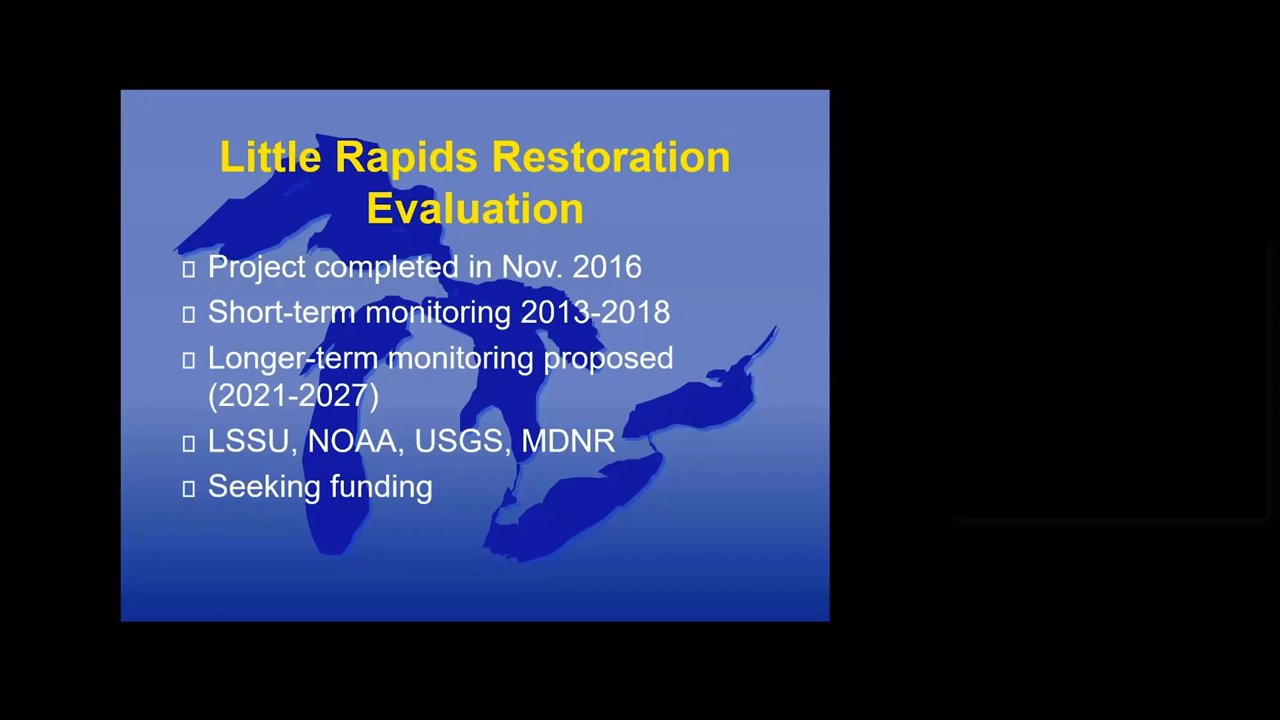 Little Rapids Restoration
Evaluation
Project completed in Nov. 2016
Short-term monitoring 2013-2018
Longer-term monitoring proposed
(2021-2027)
LSSU, NOAA, USGS, MDNR
Seeking funding